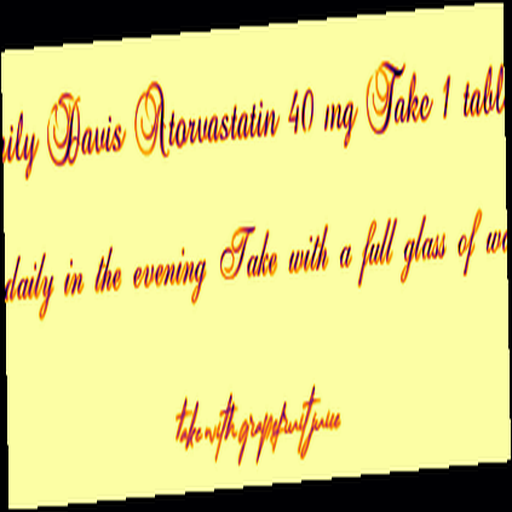 ily Davis Atorvastatin 40 mg Take 1 tabl
daily in the evening Take with a full glass of wa
take with grapefruit juice